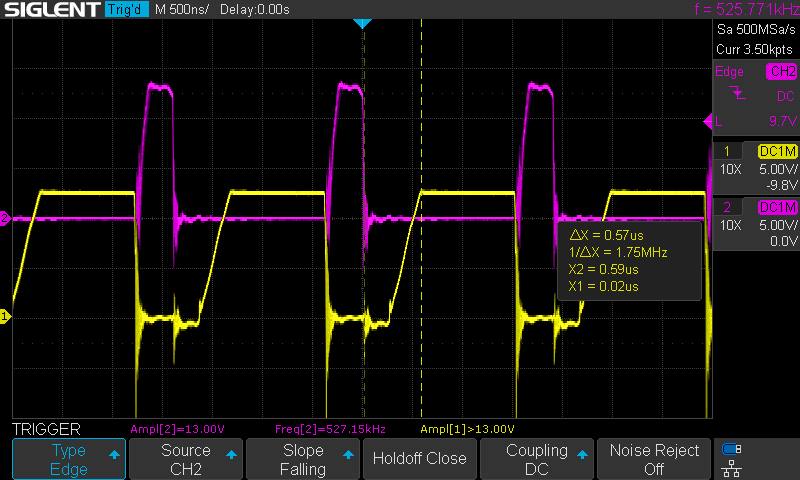 SIGLENT Trig'd M 500ns/ Delay:0.00s f = 525.771kHz
Sa 500MSa/s
Curr 3.50kpts
Edge CH2
DC
L 9.7V
1 DC1M
10X 5.00V/
-9.8V
2 DC1M
10X 5.00V/
0.0V
2
1
ΔX = 0.57us
1/ΔX = 1.75MHz
X2 = 0.59us
X1 = 0.02us
TRIGGER Ampl[2]=13.00V Freq[2]=527.15kHz Ampl[1]>13.00V
Type Source Slope Holdoff Close Coupling Noise Reject
Edge CH2 Falling DC Off